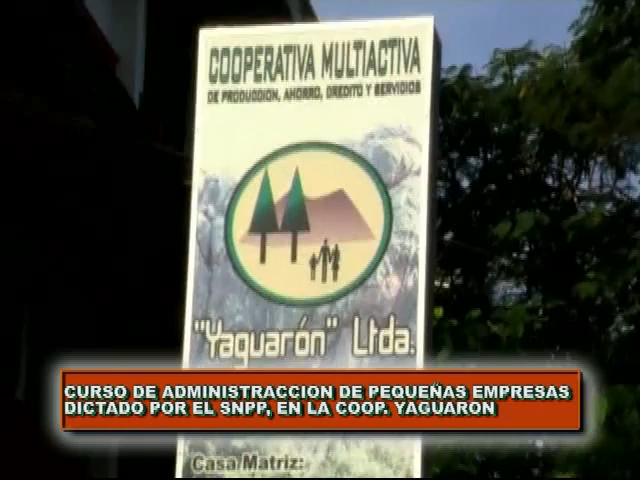 COOPERATIVA MULTIACTIVA
DE PRODUCCION, AHORRO, CREDITO Y SERVICIOS
"Yaguarón" Ltda.
CURSO DE ADMINISTRACCION DE PEQUEÑAS EMPRESAS
DICTADO POR EL SNPP, EN LA COOP. YAGUARON
Casa Matriz: